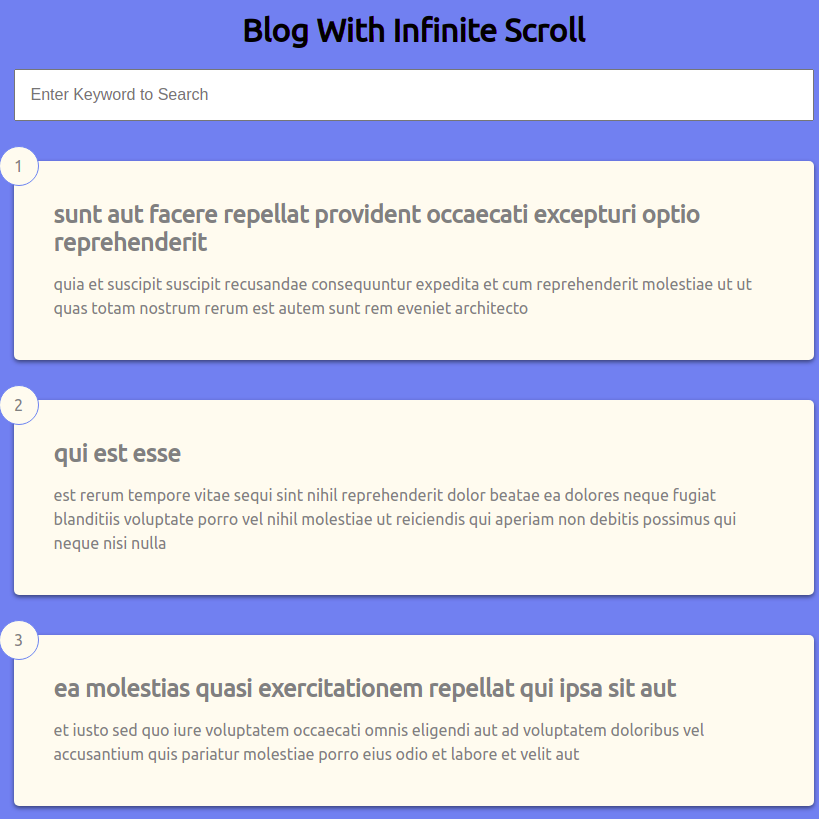 Blog With Infinite Scroll
Enter Keyword to Search
1
sunt aut facere repellat provident occaecati excepturi optio
reprehenderit
quia et suscipit suscipit recusandae consequuntur expedita et cum reprehenderit molestiae ut ut
quas totam nostrum rerum est autem sunt rem eveniet architecto
2
qui est esse
est rerum tempore vitae sequi sint nihil reprehenderit dolor beatae ea dolores neque fugiat
blanditiis voluptate porro vel nihil molestiae ut reiciendis qui aperiam non debitis possimus qui
neque nisi nulla
3
ea molestias quasi exercitationem repellat qui ipsa sit aut
et iusto sed quo iure voluptatem occaecati omnis eligendi aut ad voluptatem doloribus vel
accusantium quis pariatur molestiae porro eius odio et labore et velit aut